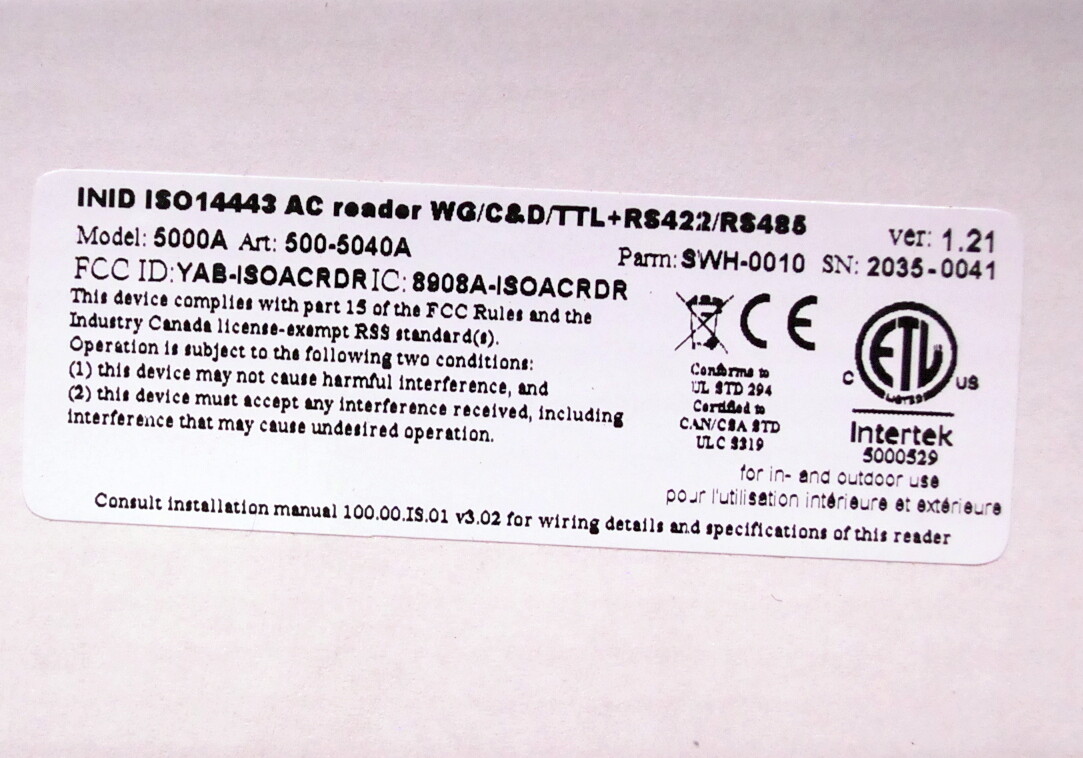 INID ISO14443 AC reader WG/C&D/TTL+RS422/RS485
ver: 1.21
Model: 5000A Art: 500-5040A
Parm: SWH-0010 SN: 2035-0041
FCC ID: YAB-ISOACRDR IC: 8908A-ISOACRDR
This device complies with part 15 of the FCC Rules and the
Industry Canada license-exempt RSS standard(s).
Operation is subject to the following two conditions:
(1) this device may not cause harmful interference, and
(2) this device must accept any interference received, including
interference that may cause undesired operation.
CE
Conforms to
UL STD 294
Certified to
CAN/CSA STD
ULC S319
C ETL US
LISTED
Intertek
5000529
for in- and outdoor use
pour l'utilisation intérieure et extérieure
Consult installation manual 100.00.IS.01 v3.02 for wiring details and specifications of this reader